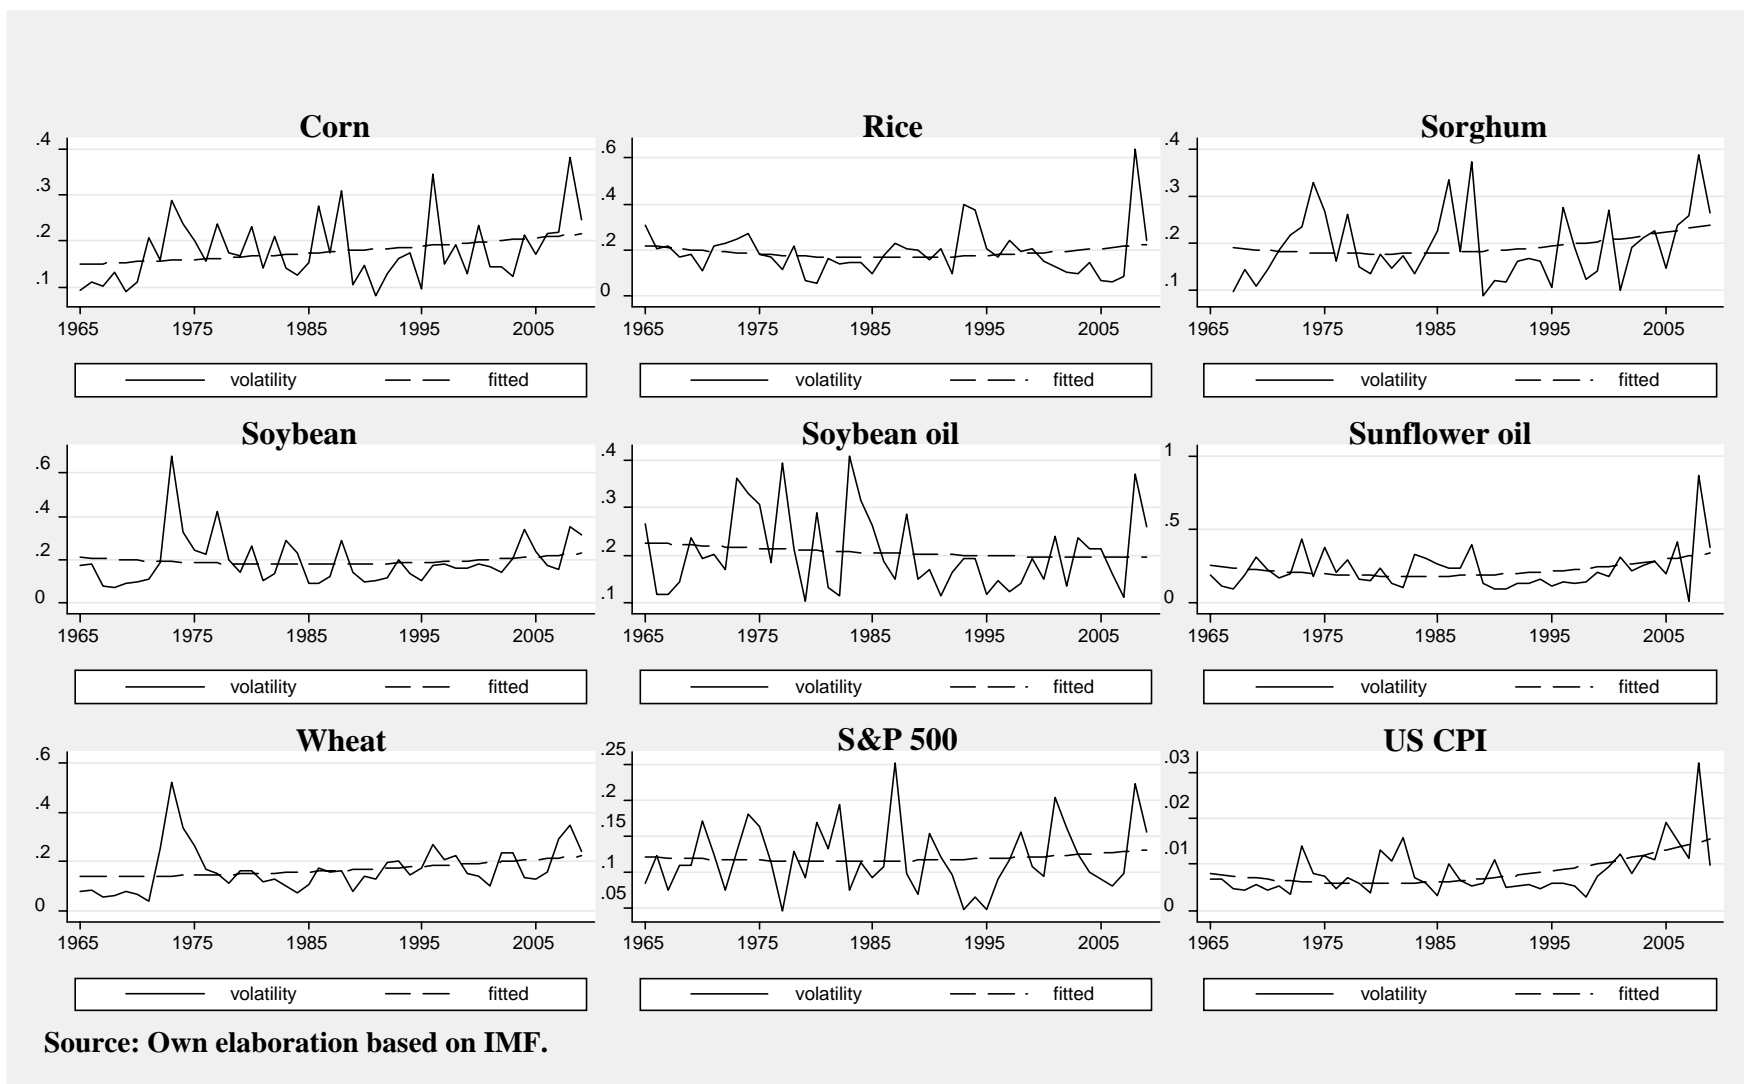 Corn
.4
.3
.2
.1
1965 1975 1985 1995 2005
volatility fitted
Rice
.6
.4
.2
0
1965 1975 1985 1995 2005
volatility fitted
Sorghum
.4
.3
.2
.1
1965 1975 1985 1995 2005
volatility fitted
Soybean
.6
.4
.2
0
1965 1975 1985 1995 2005
volatility fitted
Soybean oil
.4
.3
.2
.1
1965 1975 1985 1995 2005
volatility fitted
Sunflower oil
1
.5
0
1965 1975 1985 1995 2005
volatility fitted
Wheat
.6
.4
.2
0
1965 1975 1985 1995 2005
volatility fitted
S&P 500
.25
.2
.15
.1
.05
1965 1975 1985 1995 2005
volatility fitted
US CPI
.03
.02
.01
0
1965 1975 1985 1995 2005
volatility fitted
Source: Own elaboration based on IMF.